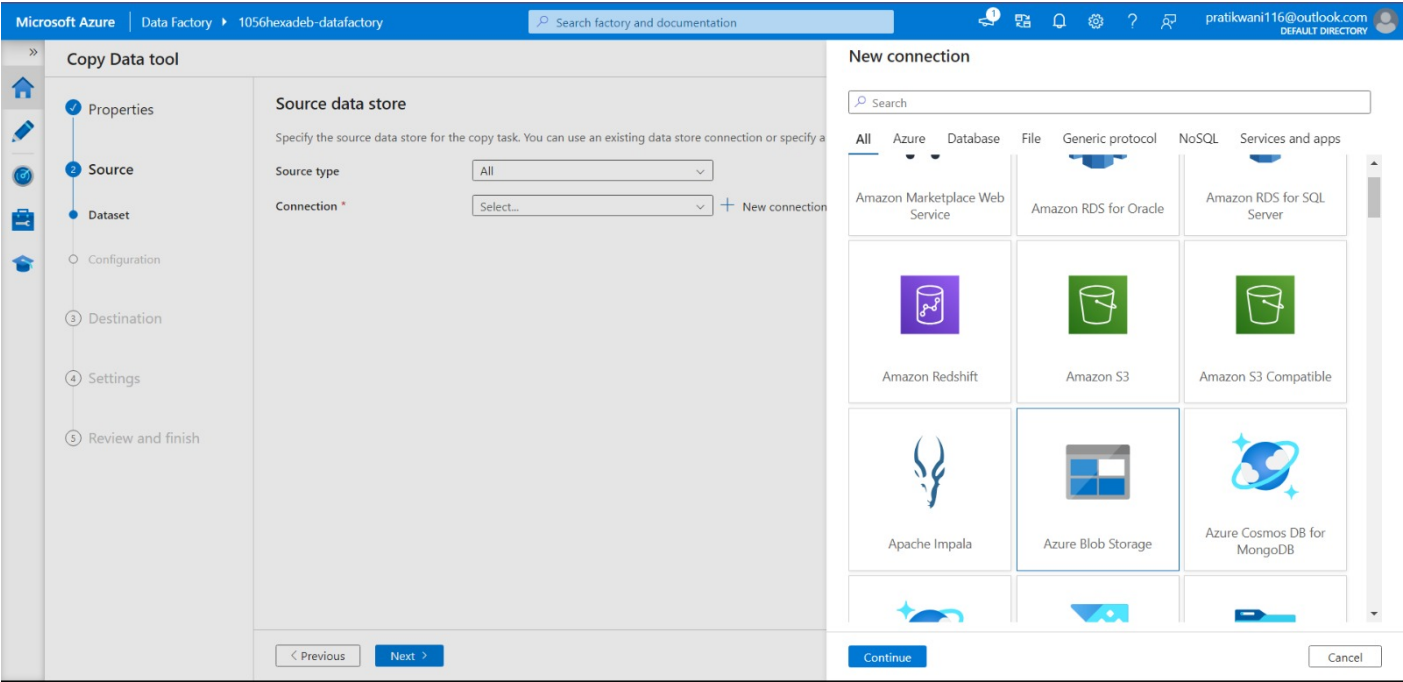 Microsoft Azure
Data Factory
1056hexadeb-datafactory
Search factory and documentation
1
?
pratikwani116@outlook.com
DEFAULT DIRECTORY
»
Copy Data tool
Properties
2 Source
Dataset
Configuration
3 Destination
4 Settings
5 Review and finish
Source data store
Specify the source data store for the copy task. You can use an existing data store connection or specify a
Source type
All
Connection *
Select...
+ New connection
< Previous
Next >
New connection
Search
All Azure Database File Generic protocol NoSQL Services and apps
Amazon Marketplace Web
Service
Amazon RDS for Oracle
Amazon RDS for SQL
Server
Amazon Redshift
Amazon S3
Amazon S3 Compatible
Apache Impala
Azure Blob Storage
Azure Cosmos DB for
MongoDB
Continue
Cancel